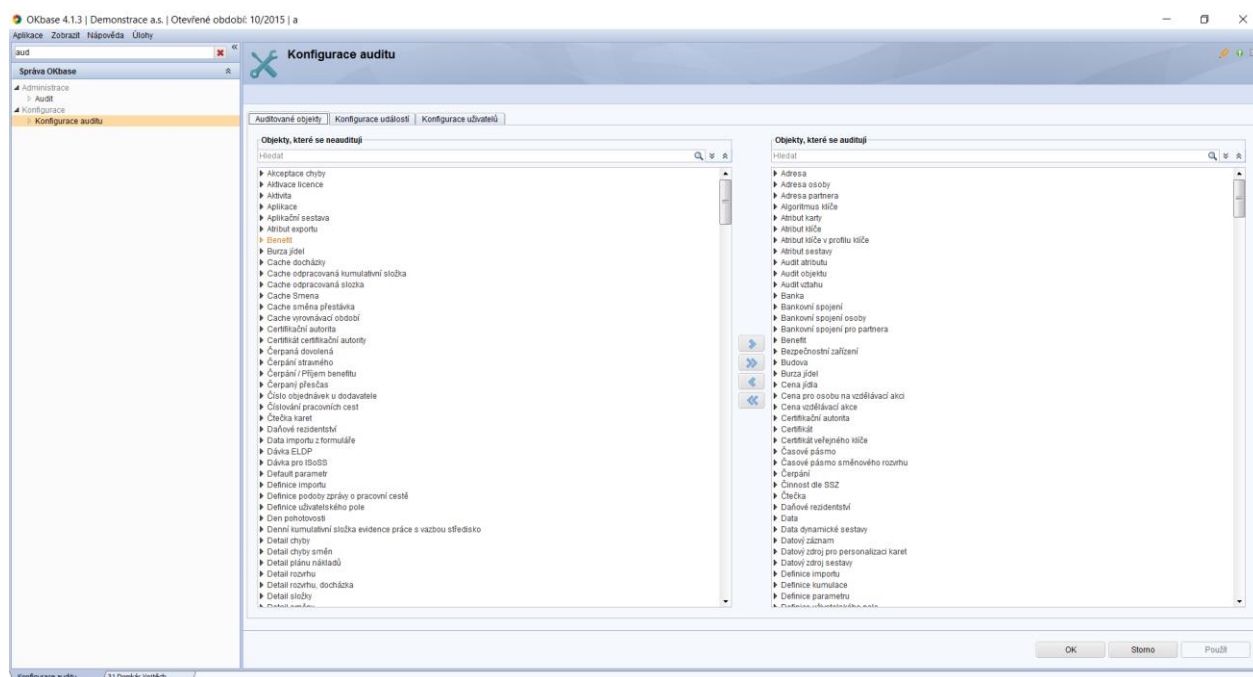 OKbase 4.1.3 | Demonstrace a.s. | Otevřené období: 10/2015 | a
Aplikace Zobrazit Nápověda Úlohy
aud
Správa OKbase
Administrace
Audit
Konfigurace
Konfigurace auditu
Konfigurace auditu
Auditované objekty Konfigurace událostí Konfigurace uživatelů
Objekty, které se neauditují
Hledat
Akceptace chyby
Aktivace licence
Aktivita
Aplikace
Aplikační sestava
Atribut exportu
Benefit
Burza jídel
Cache docházky
Cache odpracovaná kumulativní složka
Cache odpracovaná slozka
Cache Smena
Cache směna přestávka
Cache vyrovnávací období
Certifikační autorita
Certifikát certifikační autority
Čerpaná dovolená
Čerpání stravného
Čerpání / Příjem benefitu
Čerpaný přesčas
Číslo objednávek u dodavatele
Číslování pracovních cest
Čtečka karet
Daňové rezidentství
Data importu z formuláře
Dávka ELDP
Dávka pro ISoSS
Default parametr
Definice importu
Definice podoby zprávy o pracovní cestě
Definice uživatelského pole
Den pohotovosti
Denní kumulativní složka evidence práce s vazbou středisko
Detail chyby
Detail chyby směn
Detail plánu nákladů
Detail rozvrhu
Detail rozvrhu, docházka
Detail složky
Detail směny
Objekty, které se auditují
Hledat
Adresa
Adresa osoby
Adresa partnera
Algoritmus klíče
Atribut karty
Atribut klíče
Atribut klíče v profilu klíče
Atribut sestavy
Audit atributu
Audit objektu
Audit vztahu
Banka
Bankovní spojení
Bankovní spojení osoby
Bankovní spojení pro partnera
Benefit
Bezpečnostní zařízení
Budova
Burza jídel
Cena jídla
Cena pro osobu na vzdělávací akci
Cena vzdělávací akce
Certifikační autorita
Certifikát
Certifikát veřejného klíče
Časové pásmo
Časové pásmo směnového rozvrhu
Čerpání
Činnost dle SSZ
Čtečka
Daňové rezidentství
Data
Data dynamické sestavy
Datový záznam
Datový zdroj pro personalizaci karet
Datový zdroj sestavy
Definice importu
Definice kumulace
Definice parametru
Definice uživatelského pole
OK Storno Použít
Konfigurace auditu